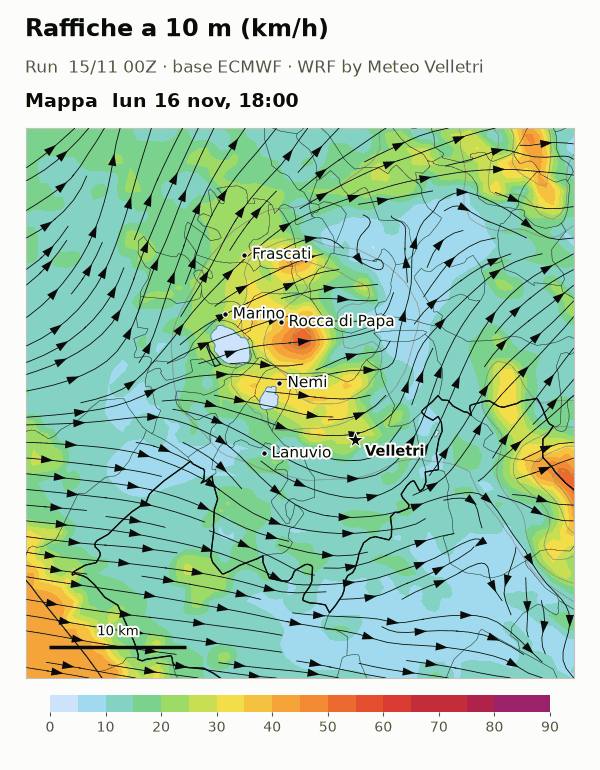 Raffiche a 10 m (km/h)
Run 15/11 00Z · base ECMWF · WRF by Meteo Velletri
Mappa lun 16 nov, 18:00
Frascati
Marino
Rocca di Papa
Nemi
Velletri
Lanuvio
10 km
0 10 20 30 40 50 60 70 80 90